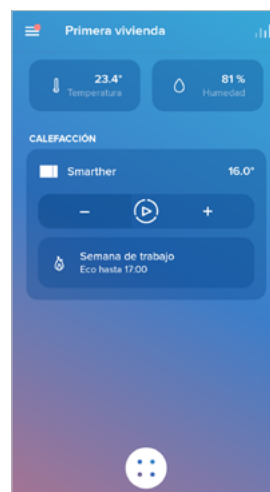 Primera vivienda
23.4°
Temperatura
81 %
Humedad
CALEFACCIÓN
Smarther
16.0°
Semana de trabajo
Eco hasta 17:00